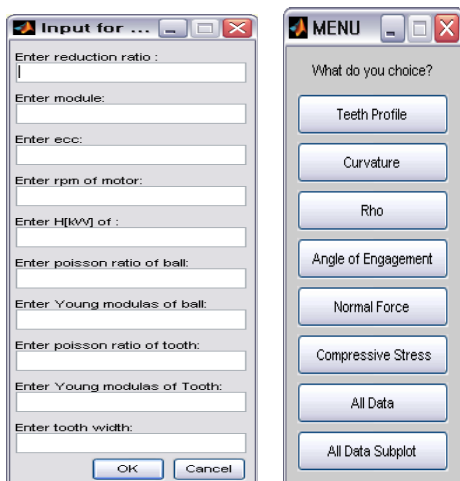 Input for ...
Enter reduction ratio :
Enter module:
Enter ecc:
Enter rpm of motor:
Enter H[kW] of :
Enter poisson ratio of ball:
Enter Young modulas of ball:
Enter poisson ratio of tooth:
Enter Young modulas of Tooth:
Enter tooth width:
OK Cancel
MENU
What do you choice?
Teeth Profile
Curvature
Rho
Angle of Engagement
Normal Force
Compressive Stress
All Data
All Data Subplot